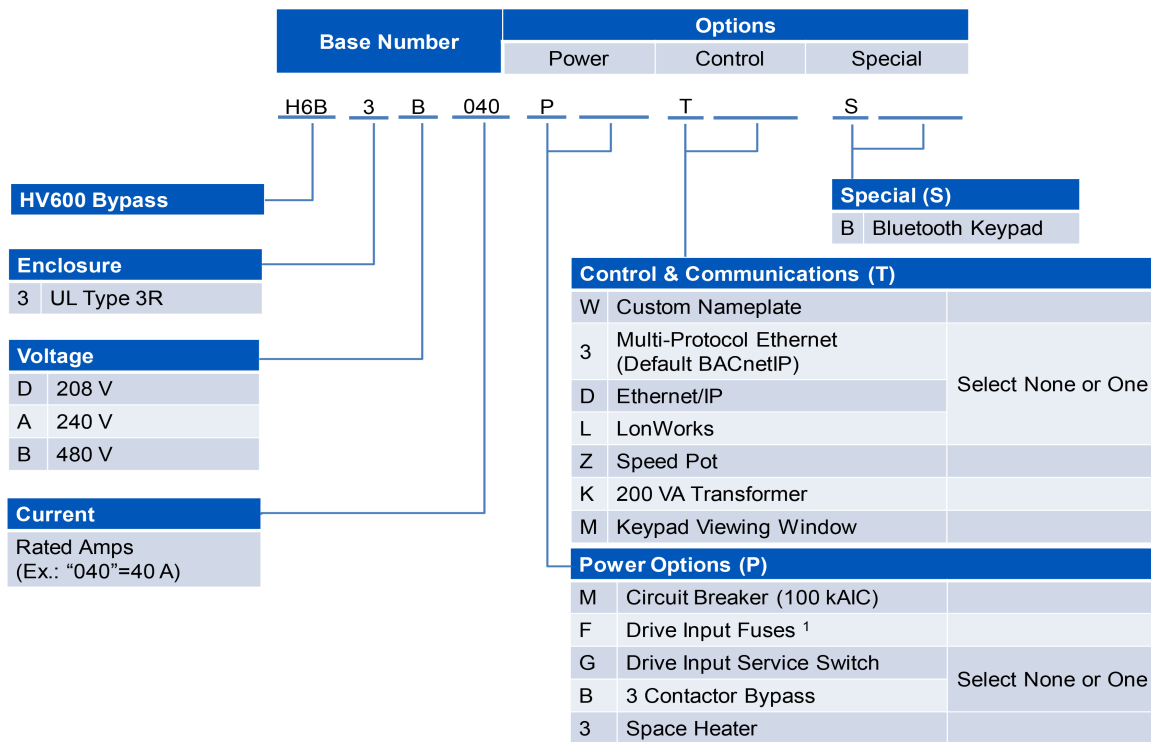 Base Number
Options
Power Control Special
H6B 3 B 040 P T S
HV600 Bypass
Enclosure
3 UL Type 3R
Voltage
D 208 V
A 240 V
B 480 V
Current
Rated Amps
(Ex.: “040”=40 A)
Special (S)
B Bluetooth Keypad
Control & Communications (T)
W Custom Nameplate
3 Multi-Protocol Ethernet
(Default BACnetIP)
Select None or One
D Ethernet/IP
L LonWorks
Z Speed Pot
K 200 VA Transformer
M Keypad Viewing Window
Power Options (P)
M Circuit Breaker (100 kAIC)
F Drive Input Fuses ¹
G Drive Input Service Switch
Select None or One
B 3 Contactor Bypass
3 Space Heater